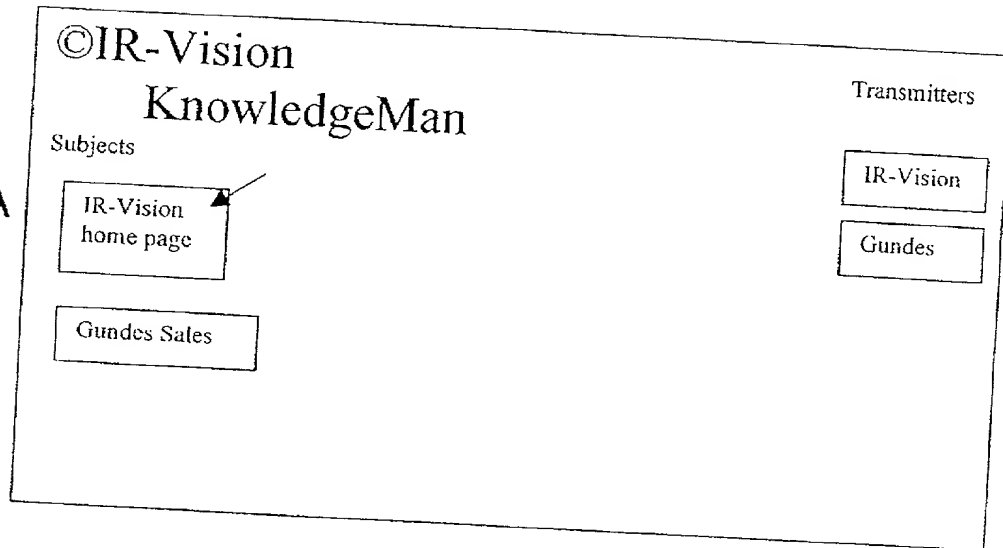 ©IR-Vision
KnowledgeMan
Transmitters
Subjects
IR-Vision
home page
IR-Vision
Gundes
Gundes Sales